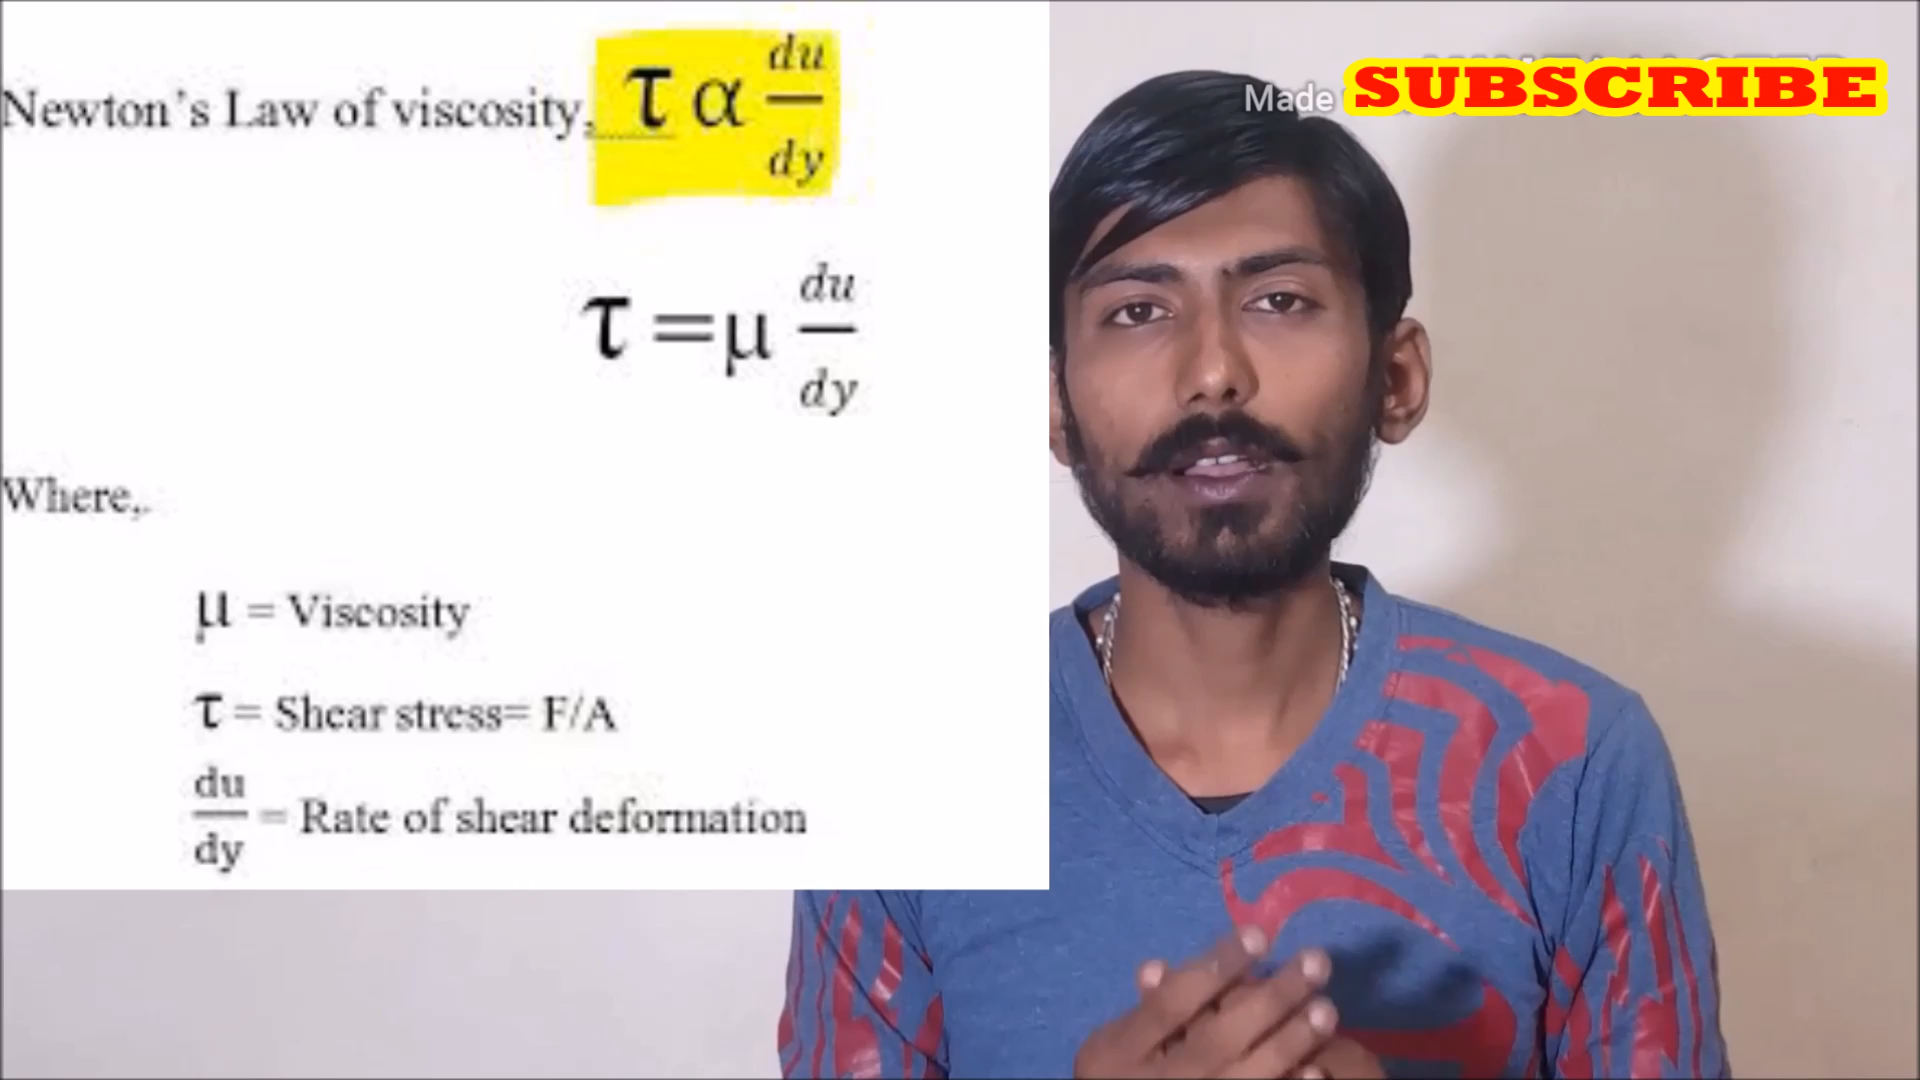 Newton's Law of viscosity, τ α du/dy
τ = μ du/dy
Where,.
μ = Viscosity
τ = Shear stress= F/A
du/dy = Rate of shear deformation
Made
SUBSCRIBE